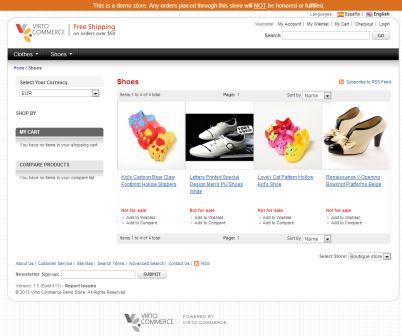 This is a demo store. Any orders placed through this store will NOT be honored or fulfilled.
Languages: Español English
VIRTO COMMERCE
Free Shipping
on orders over $50
Welcome! My Account My Wishlist My Cart Checkout Login
Search: GO
Clothes Shoes
Home / Shoes
Select Your Currency:
EUR
SHOP BY
MY CART
You have no items in your shopping cart.
COMPARE PRODUCTS
You have no items in your compare list.
Shoes
Subscribe to RSS Feed
Items 1 to 4 of 4 total
Page: 1
Sort by Name
Kid's Cartoon Bear Claw Footprint Hollow Slippers
Not for sale
Add to Wishlist
Add to Compare
Letters Printed Special Design Men's PU Shoes White
Not for sale
Add to Wishlist
Add to Compare
Lovely Cat Pattern Hollow Kid's Shoe
Not for sale
Add to Wishlist
Add to Compare
Renaissance V-Opening Bowknot Platforms Beige
Not for sale
Add to Wishlist
Add to Compare
Items 1 to 4 of 4 total
Page: 1
Sort by Name
Select Store: Boutique store
About Us | Customer Service | Site Map | Search Terms | Advanced Search | Contact Us | RSS
Newsletter Sign-up: SUBMIT
Version: 1.5 (Build 613) - Report Issues
© 2013 Virto Commerce Demo Store. All Rights Reserved.
VIRTO COMMERCE
POWERED BY
VIRTO COMMERCE